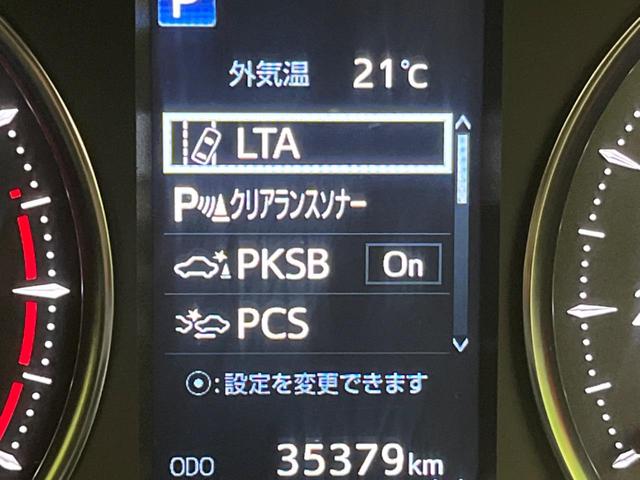 P
外気温 21℃
LTA
Pクリアランスソナー
PKSB On
PCS
⦿:設定を変更できます
ODO 35379km